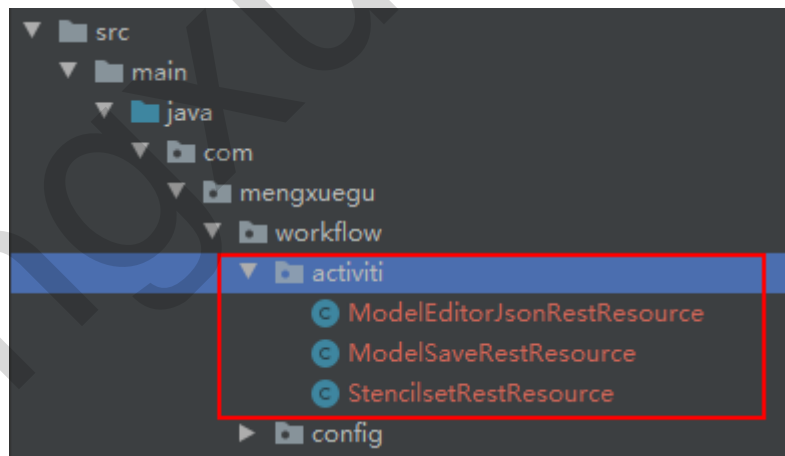 src
main
java
com
mengxuegu
workflow
activiti
ModelEditorJsonRestResource
ModelSaveRestResource
StencilsetRestResource
config